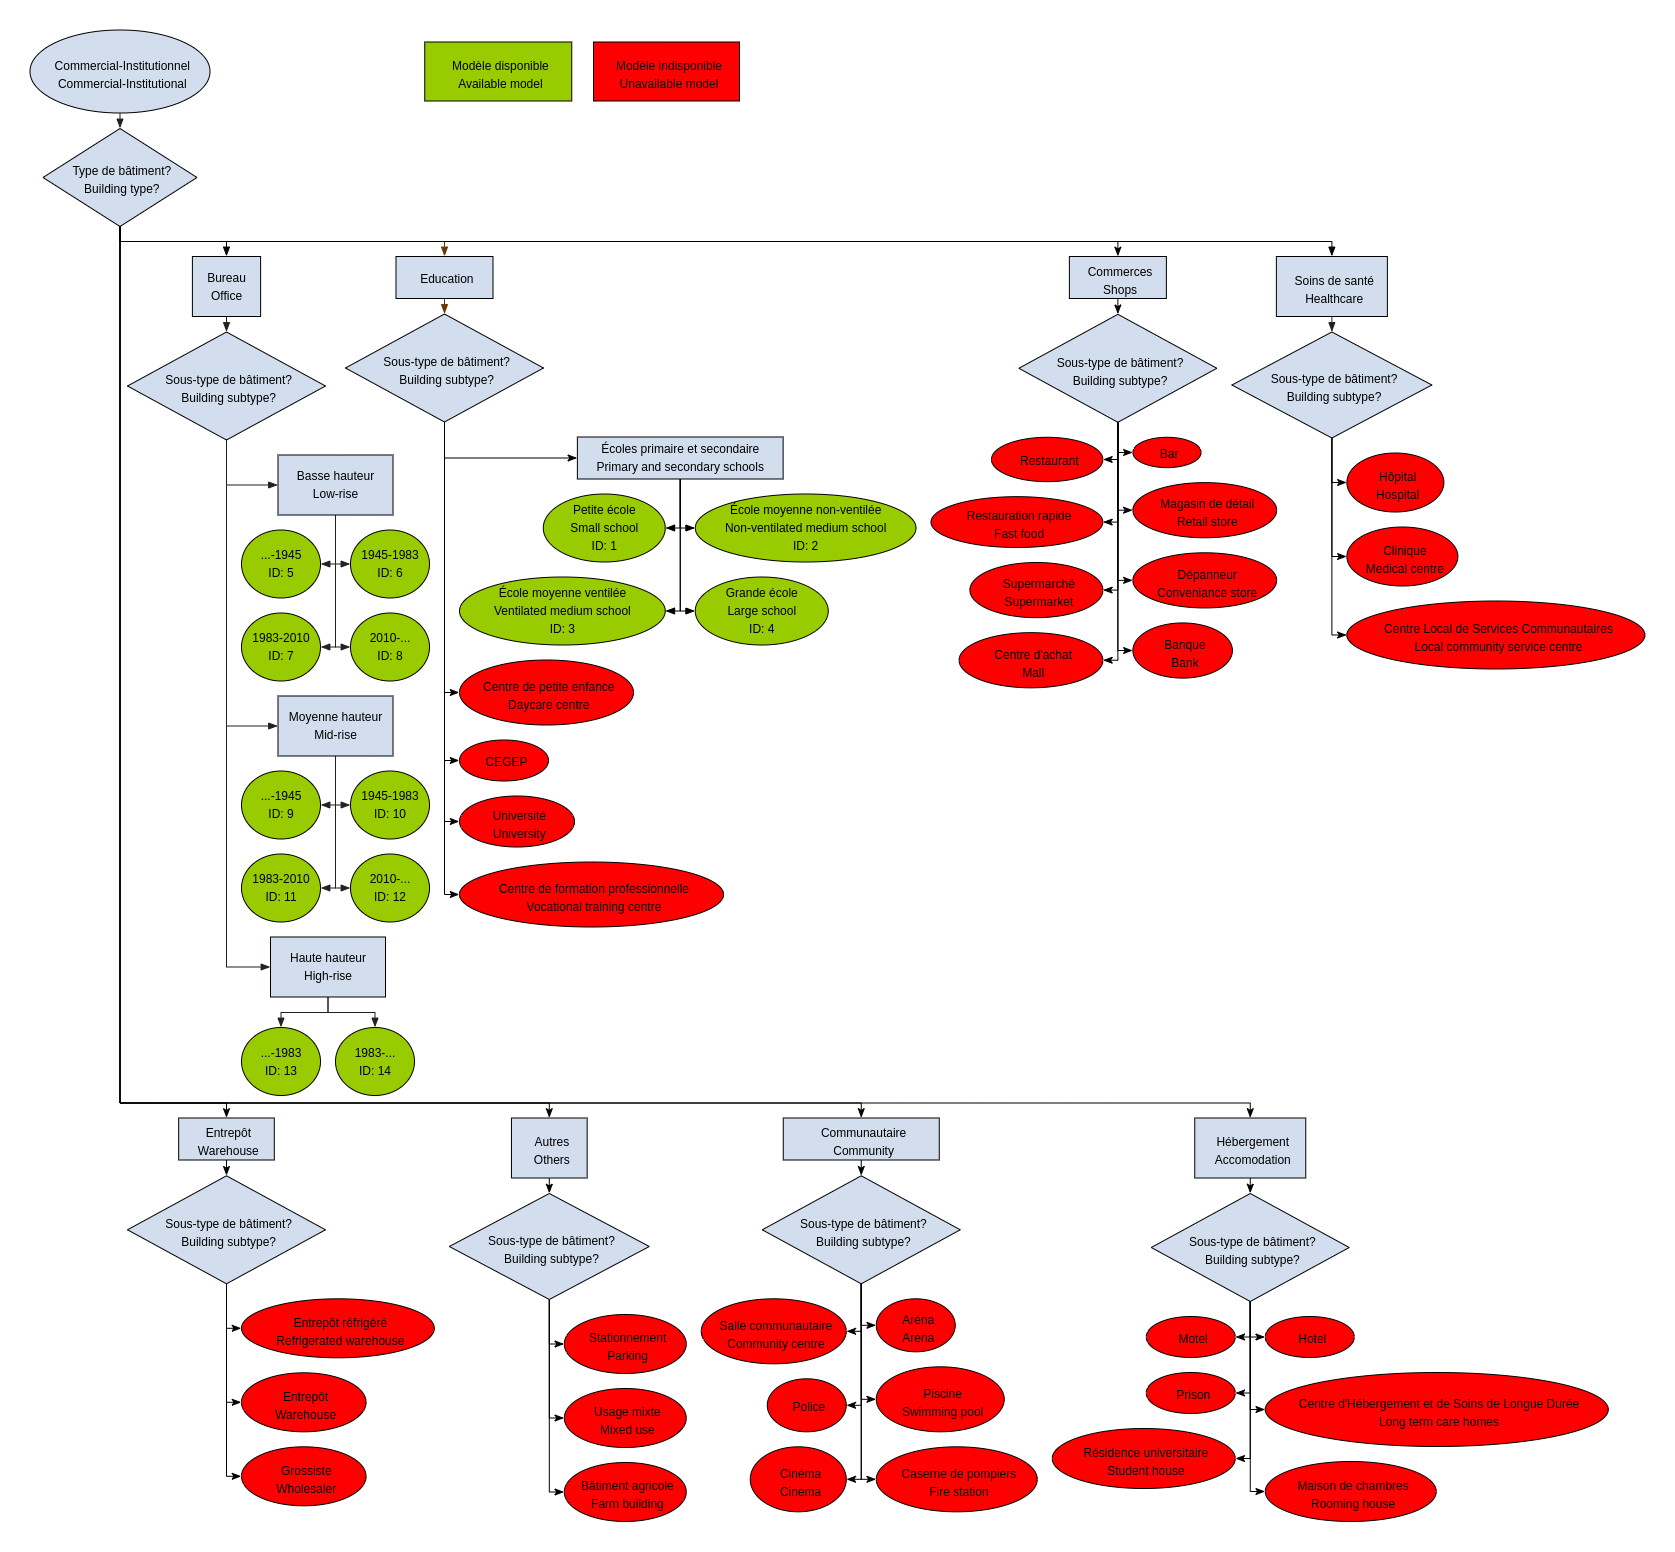 Commercial-Institutionnel
Commercial-Institutional
Modèle disponible
Available model
Modèle indisponible
Unavailable model
Type de bâtiment?
Building type?
Bureau
Office
Sous-type de bâtiment?
Building subtype?
Basse hauteur
Low-rise
...-1945
ID: 5
1945-1983
ID: 6
1983-2010
ID: 7
2010-...
ID: 8
Moyenne hauteur
Mid-rise
...-1945
ID: 9
1945-1983
ID: 10
1983-2010
ID: 11
2010-...
ID: 12
Haute hauteur
High-rise
...-1983
ID: 13
1983-...
ID: 14
Education
Sous-type de bâtiment?
Building subtype?
Écoles primaire et secondaire
Primary and secondary schools
Petite école
Small school
ID: 1
École moyenne non-ventilée
Non-ventilated medium school
ID: 2
École moyenne ventilée
Ventilated medium school
ID: 3
Grande école
Large school
ID: 4
Centre de petite enfance
Daycare centre
CEGEP
Université
University
Centre de formation professionnelle
Vocational training centre
Commerces
Shops
Sous-type de bâtiment?
Building subtype?
Restaurant
Bar
Restauration rapide
Fast food
Magasin de détail
Retail store
Supermarché
Supermarket
Dépanneur
Conveniance store
Centre d'achat
Mall
Banque
Bank
Soins de santé
Healthcare
Sous-type de bâtiment?
Building subtype?
Hôpital
Hospital
Clinique
Medical centre
Centre Local de Services Communautaires
Local community service centre
Entrepôt
Warehouse
Sous-type de bâtiment?
Building subtype?
Entrepôt réfrigéré
Refrigerated warehouse
Entrepôt
Warehouse
Grossiste
Wholesaler
Autres
Others
Sous-type de bâtiment?
Building subtype?
Stationnement
Parking
Usage mixte
Mixed use
Bâtiment agricole
Farm building
Communautaire
Community
Sous-type de bâtiment?
Building subtype?
Salle communautaire
Community centre
Aréna
Arena
Police
Piscine
Swimming pool
Cinéma
Cinema
Caserne de pompiers
Fire station
Hébergement
Accomodation
Sous-type de bâtiment?
Building subtype?
Motel
Hotel
Prison
Centre d'Hébergement et de Soins de Longue Durée
Long term care homes
Résidence universitaire
Student house
Maison de chambres
Rooming house